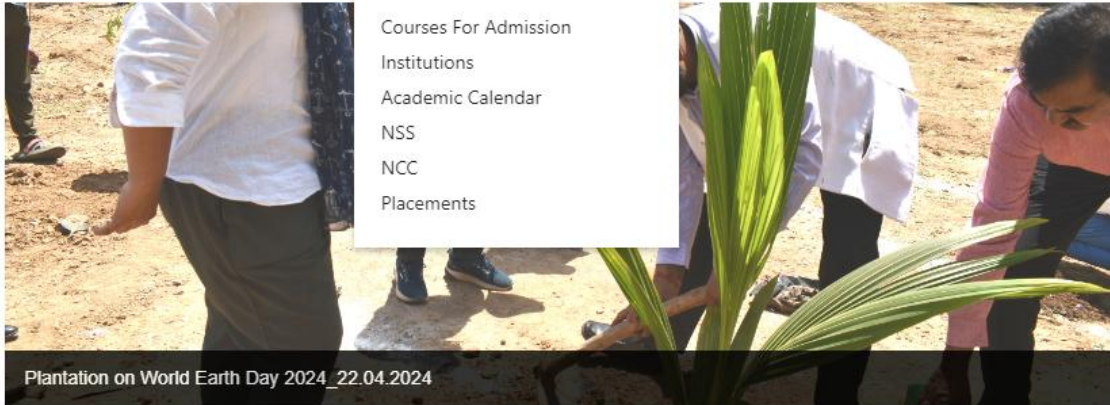 Courses For Admission
Institutions
Academic Calendar
NSS
NCC
Placements
Plantation on World Earth Day 2024_22.04.2024